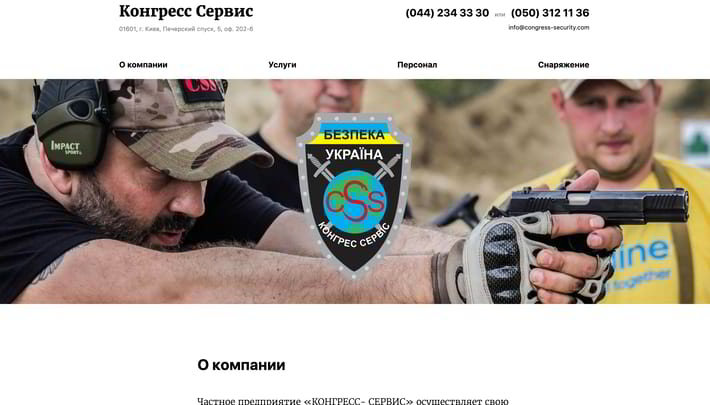 Конгресс Сервис
01601, г. Киев, Печерский спуск, 5, оф. 202-б
(044) 234 33 30 или (050) 312 11 36
info@congress-security.com
О компании
Услуги
Персонал
Снаряжение
CSS
IMPACT
SPORT
БЕЗПЕКА
УКРАЇНА
CSS
КОНГРЕС СЕРВІС
line
together
О компании
Частное предприятие «КОНГРЕСС- СЕРВИС» осуществляет свою